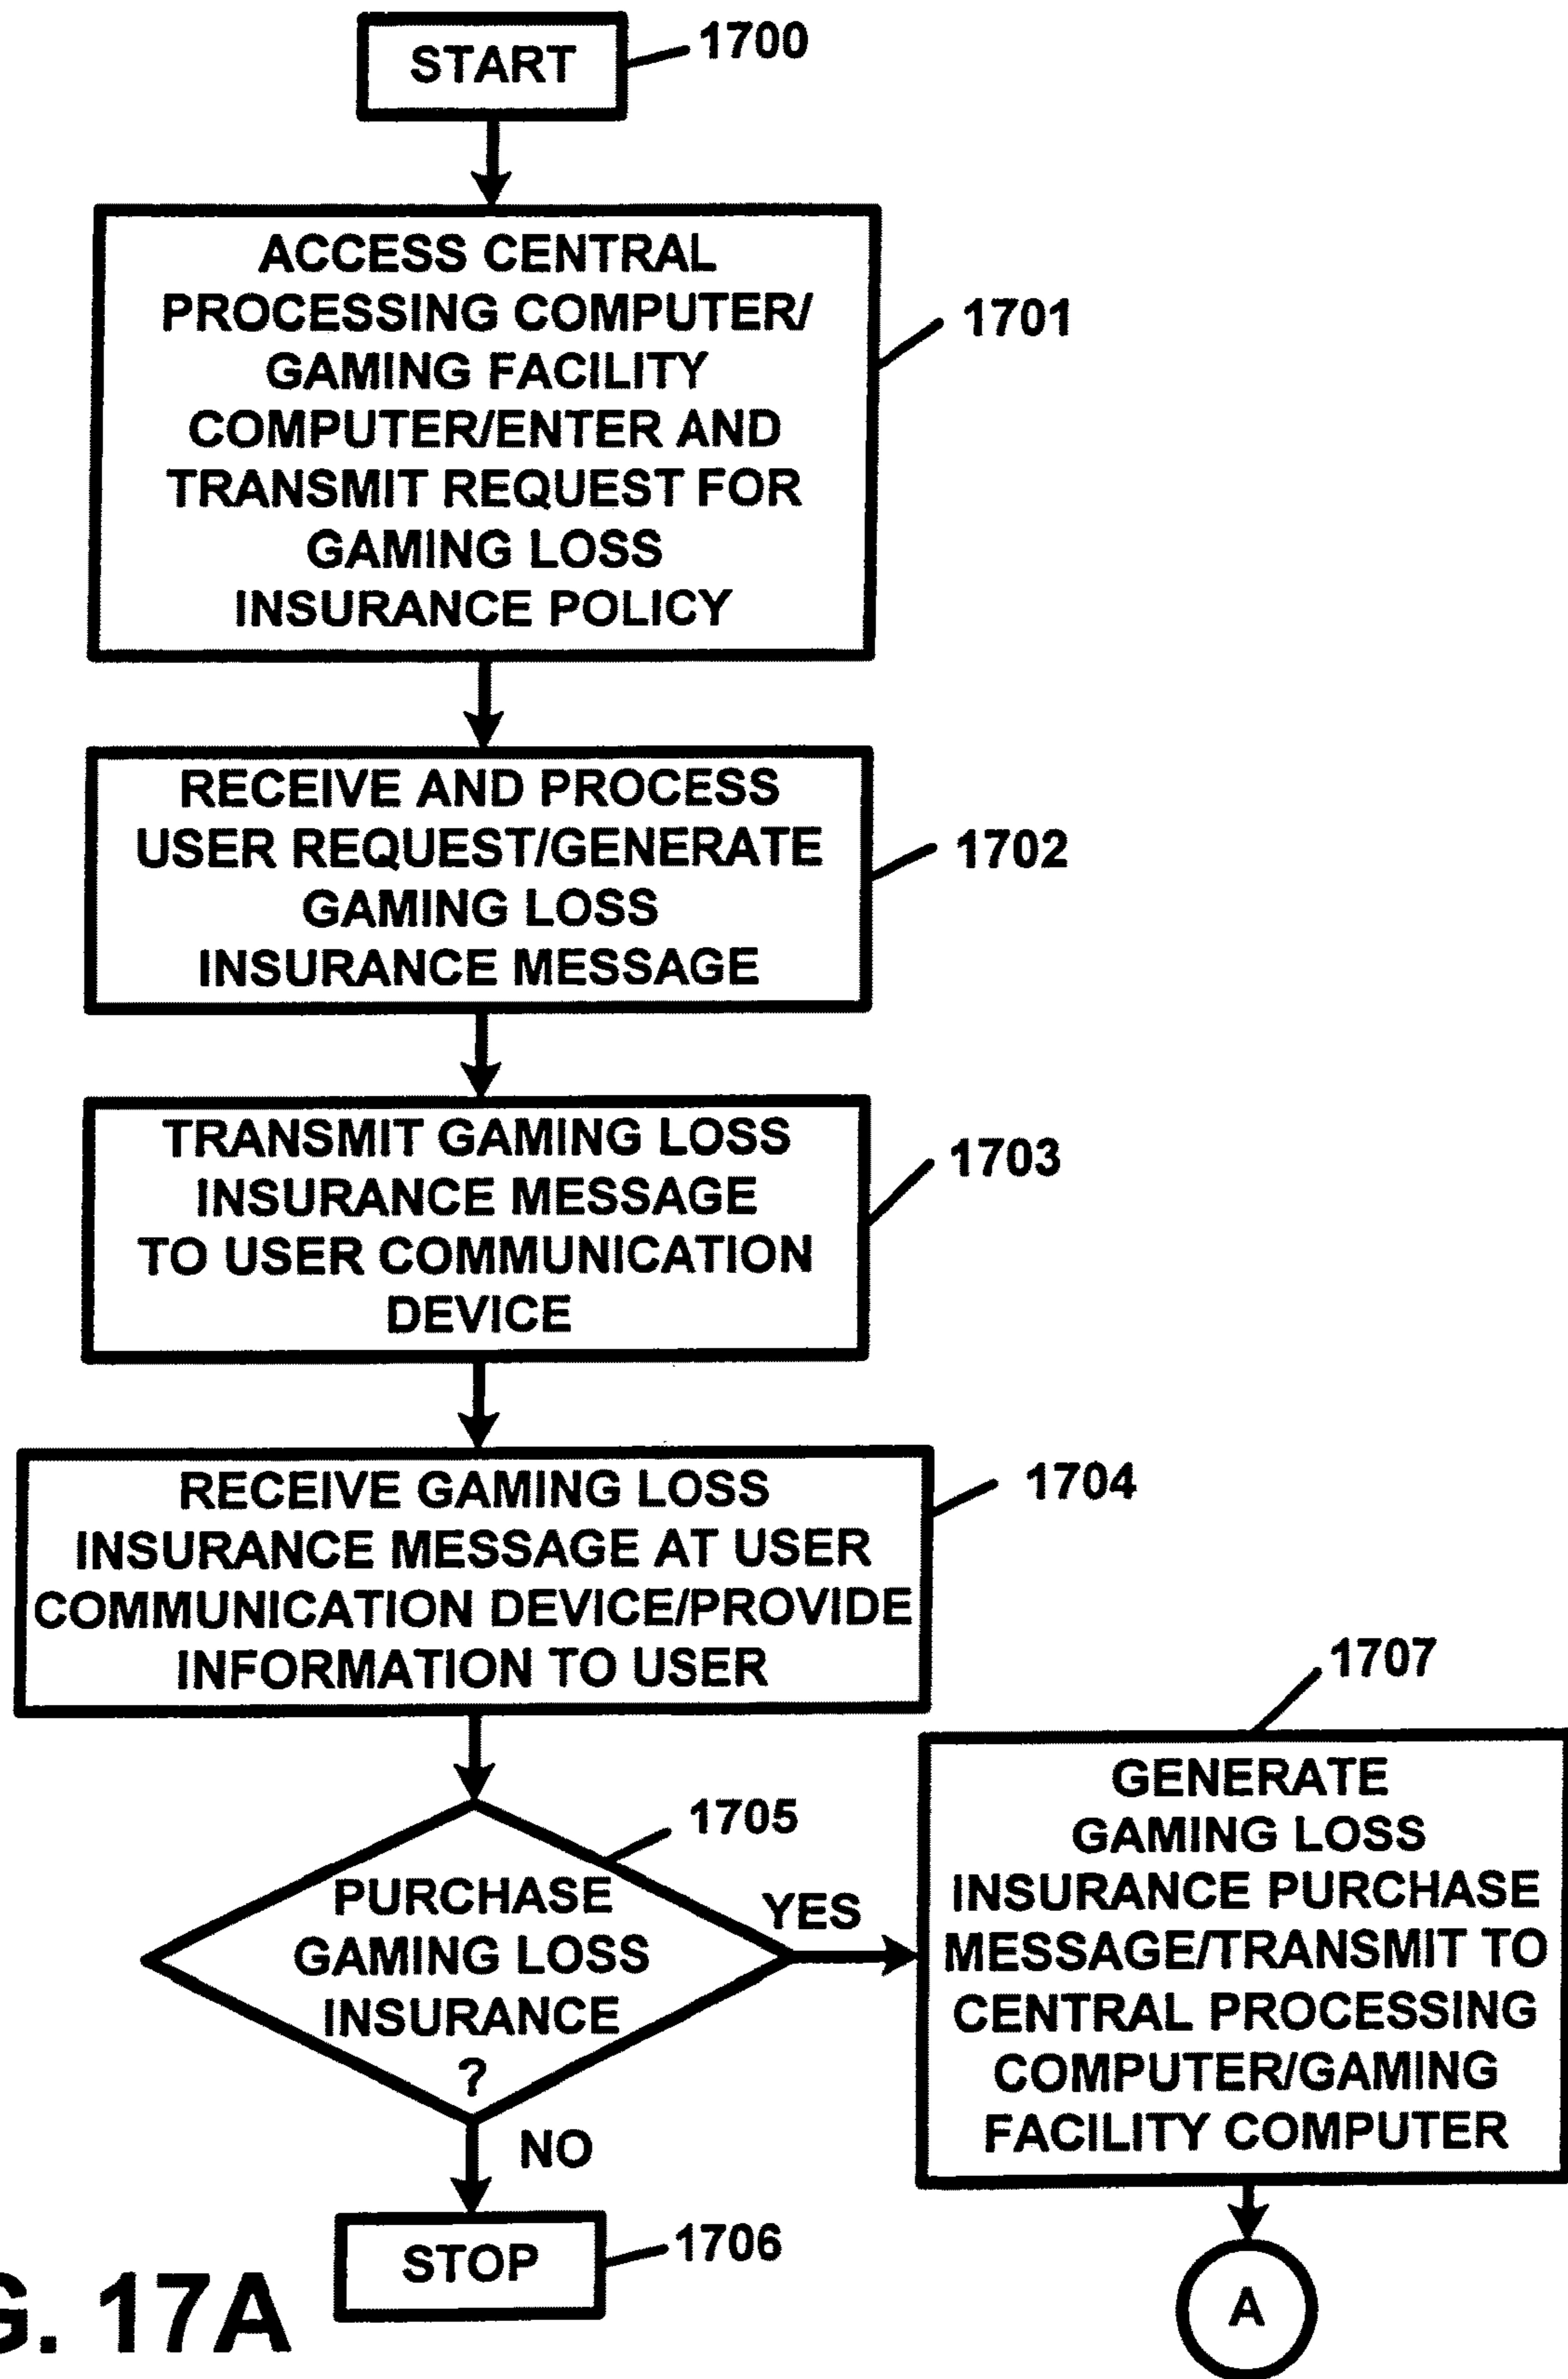 START
1700
ACCESS CENTRAL
PROCESSING COMPUTER/
GAMING FACILITY
COMPUTER/ENTER AND
TRANSMIT REQUEST FOR
GAMING LOSS
INSURANCE POLICY
1701
RECEIVE AND PROCESS
USER REQUEST/GENERATE
GAMING LOSS
INSURANCE MESSAGE
1702
TRANSMIT GAMING LOSS
INSURANCE MESSAGE
TO USER COMMUNICATION
DEVICE
1703
RECEIVE GAMING LOSS
INSURANCE MESSAGE AT USER
COMMUNICATION DEVICE/PROVIDE
INFORMATION TO USER
1704
PURCHASE
GAMING LOSS
INSURANCE
?
1705
YES
NO
STOP
1706
1707
GENERATE
GAMING LOSS
INSURANCE PURCHASE
MESSAGE/TRANSMIT TO
CENTRAL PROCESSING
COMPUTER/GAMING
FACILITY COMPUTER
A
G. 17A